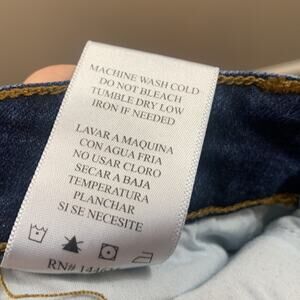 MACHINE WASH COLD
DO NOT BLEACH
TUMBLE DRY LOW
IRON IF NEEDED
LAVAR A MAQUINA
CON AGUA FRIA
NO USAR CLORO
SECAR A BAJA
TEMPERATURA
PLANCHAR
SI SE NECESITE
RN#